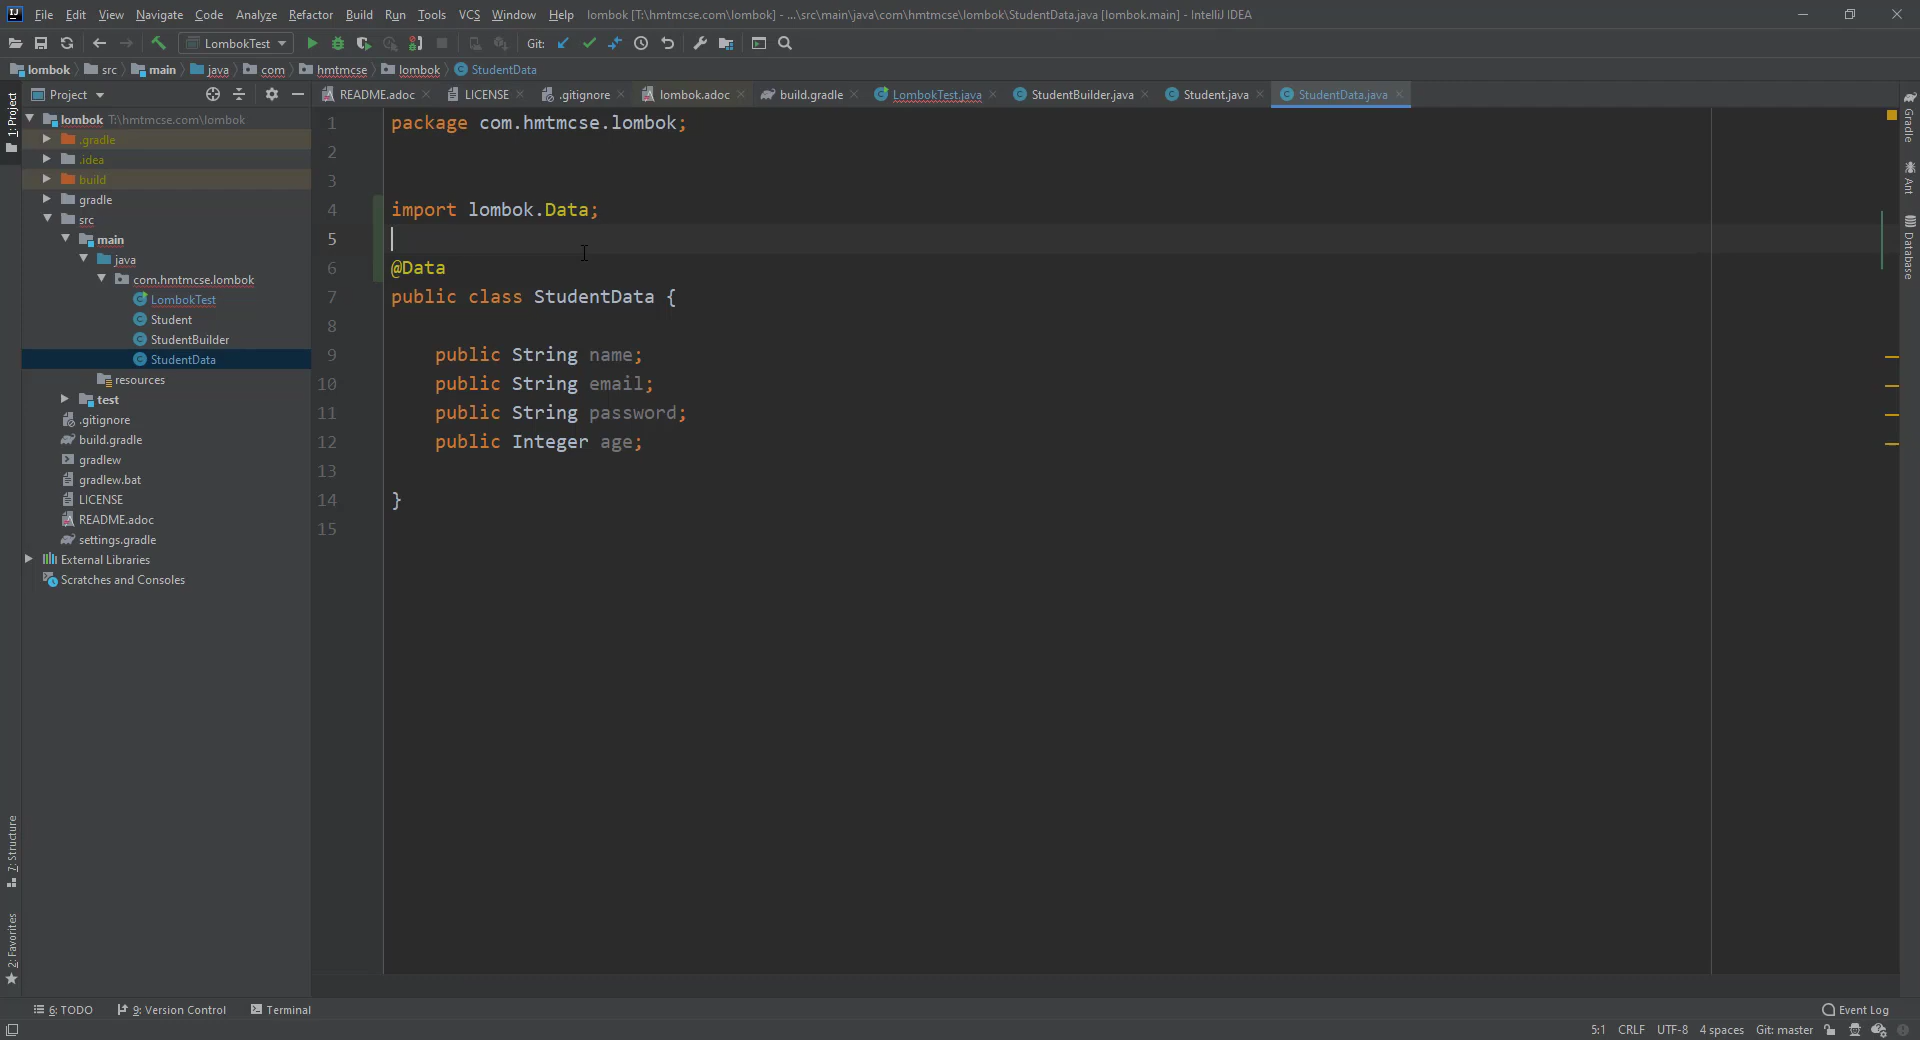 File Edit View Navigate Code Analyze Refactor Build Run Tools VCS Window Help lombok [T:\hmtmcse.com\lombok] - ...\src\main\java\com\hmtmcse\lombok\StudentData.java [lombok.main] - IntelliJ IDEA
LombokTest Git:
lombok src main java com hmtmcse lombok StudentData
Project
README.adoc LICENSE .gitignore lombok.adoc build.gradle LombokTest.java StudentBuilder.java Student.java StudentData.java
1: Project
lombok T:\hmtmcse.com\lombok
.gradle
.idea
build
gradle
src
main
java
com.hmtmcse.lombok
LombokTest
Student
StudentBuilder
StudentData
resources
test
.gitignore
build.gradle
gradlew
gradlew.bat
LICENSE
README.adoc
settings.gradle
External Libraries
Scratches and Consoles
7: Structure
2: Favorites
1 package com.hmtmcse.lombok;
2
3
4 import lombok.Data;
5
6 @Data
7 public class StudentData {
8
9 public String name;
10 public String email;
11 public String password;
12 public Integer age;
13
14 }
15
Gradle
Ant
Database
6: TODO 9: Version Control Terminal Event Log
5:1 CRLF UTF-8 4 spaces Git: master